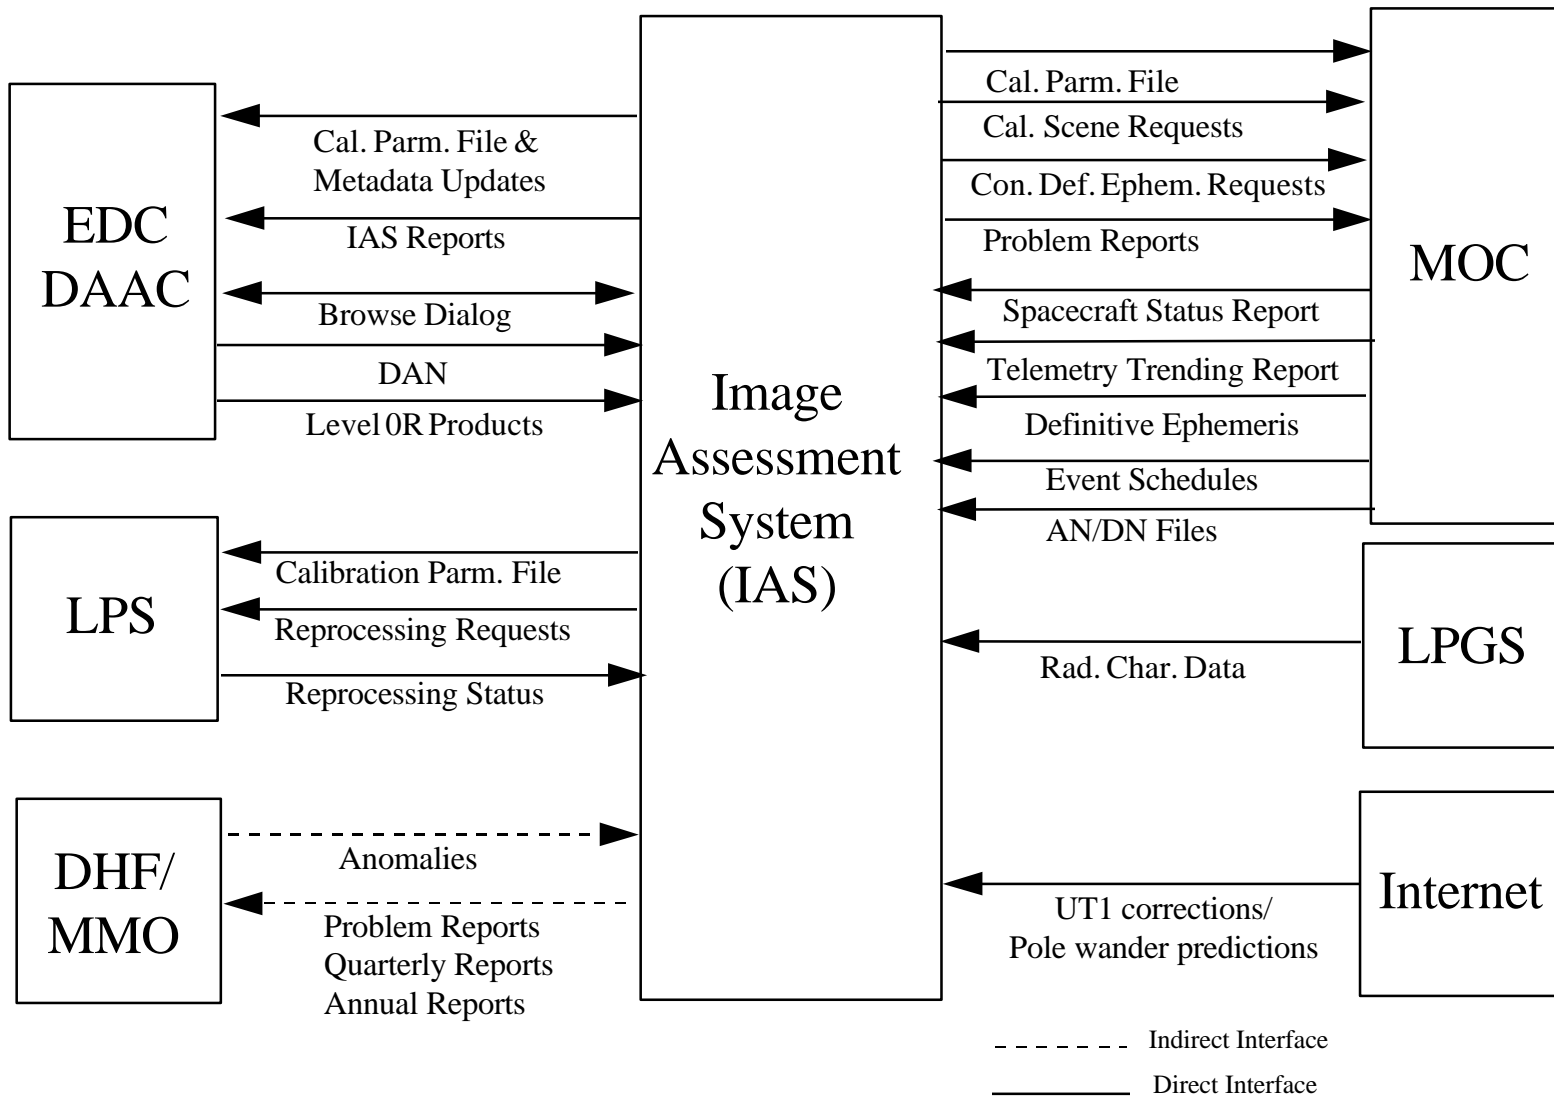 EDC
DAAC
Cal. Parm. File &
Metadata Updates
IAS Reports
Browse Dialog
DAN
Level 0R Products
LPS
Calibration Parm. File
Reprocessing Requests
Reprocessing Status
DHF/
MMO
Anomalies
Problem Reports
Quarterly Reports
Annual Reports
Image
Assessment
System
(IAS)
Cal. Parm. File
Cal. Scene Requests
Con. Def. Ephem. Requests
Problem Reports
Spacecraft Status Report
Telemetry Trending Report
Definitive Ephemeris
Event Schedules
AN/DN Files
MOC
Rad. Char. Data
LPGS
UT1 corrections/
Pole wander predictions
Internet
Indirect Interface
Direct Interface